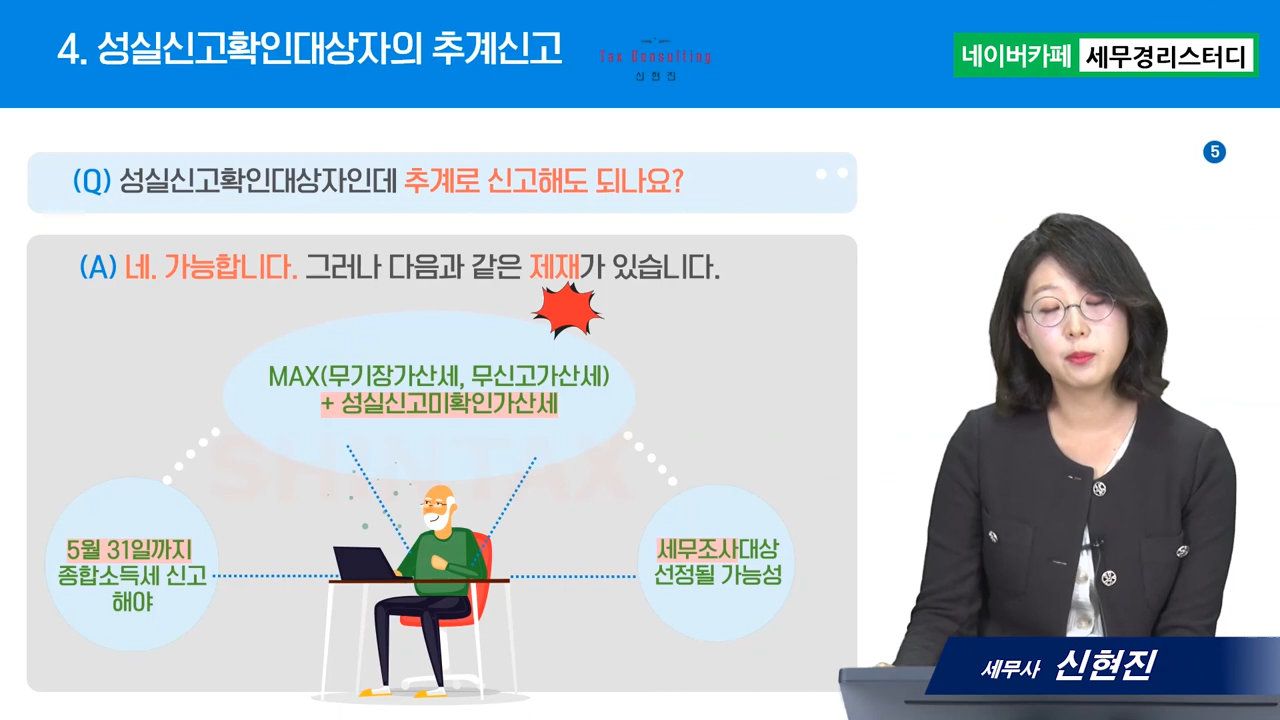 4. 성실신고확인대상자의 추계신고
Tax Consulting
신현진
네이버카페 세무경리스터디
5
(Q) 성실신고확인대상자인데 추계로 신고해도 되나요?
(A) 네. 가능합니다. 그러나 다음과 같은 제재가 있습니다.
MAX(무기장가산세, 무신고가산세)
+ 성실신고미확인가산세
SHINTAX
5월 31일까지
종합소득세 신고
해야
세무조사대상
선정될 가능성
세무사 신현진